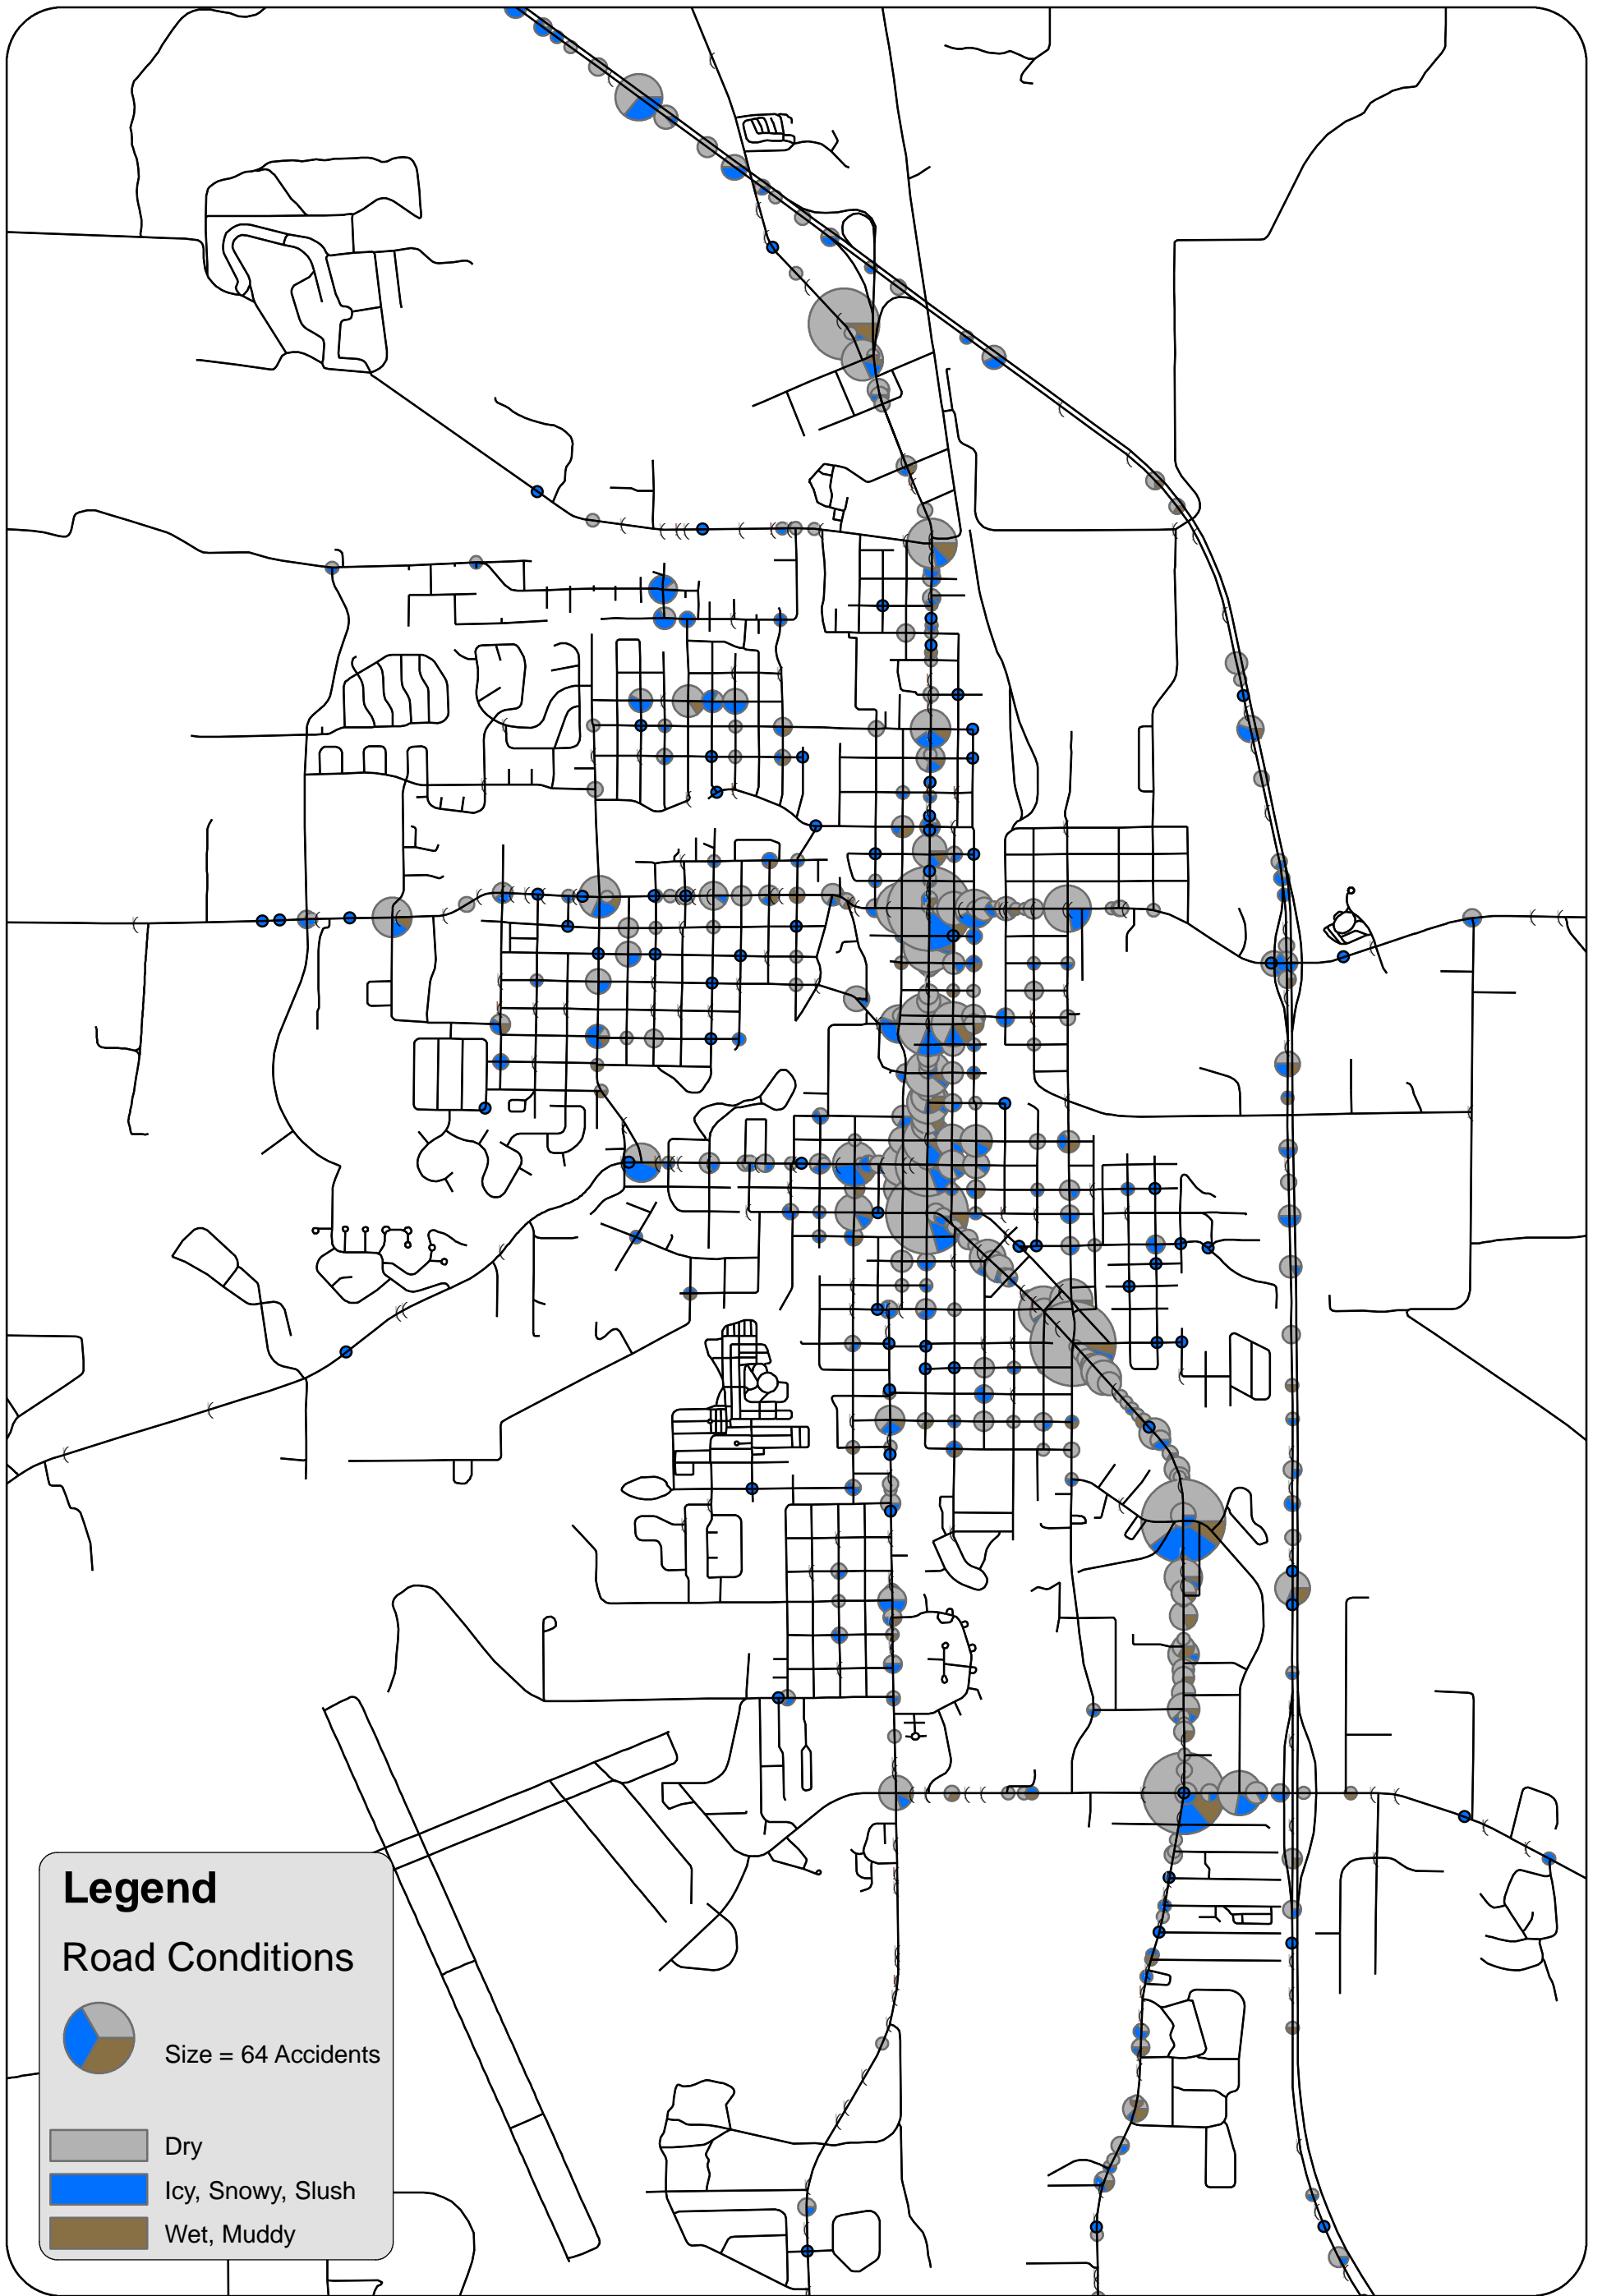 Legend
Road Conditions
Size = 64 Accidents
Dry
Icy, Snowy, Slush
Wet, Muddy